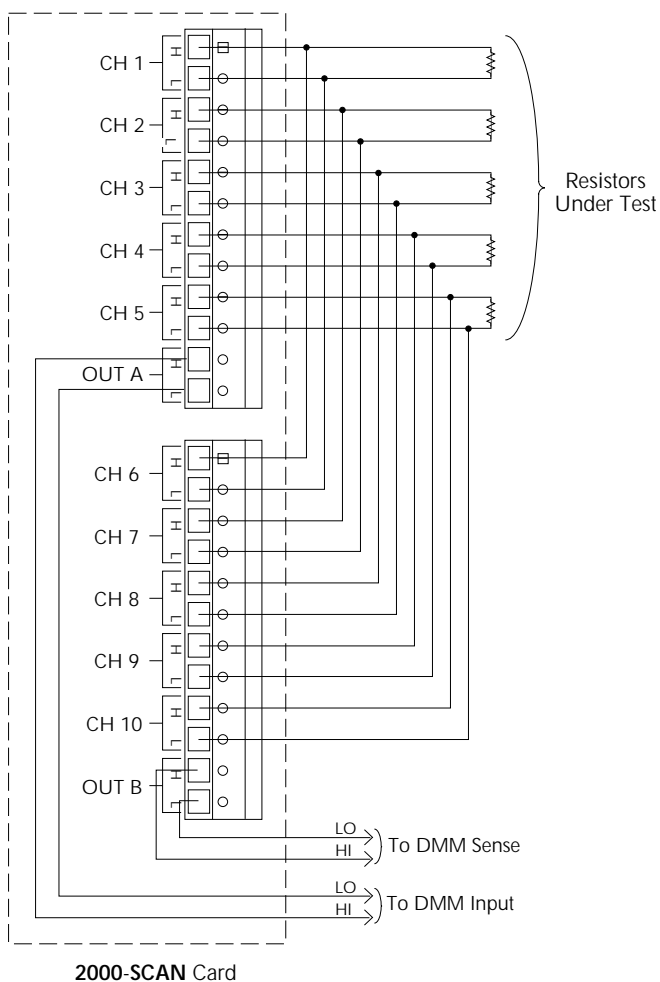 CH 1
H
L
CH 2
H
L
CH 3
H
L
CH 4
H
L
CH 5
H
L
OUT A
H
L
Resistors
Under Test
CH 6
H
L
CH 7
H
L
CH 8
H
L
CH 9
H
L
CH 10
H
L
OUT B
H
L
LO
HI
To DMM Sense
LO
HI
To DMM Input
2000-SCAN Card